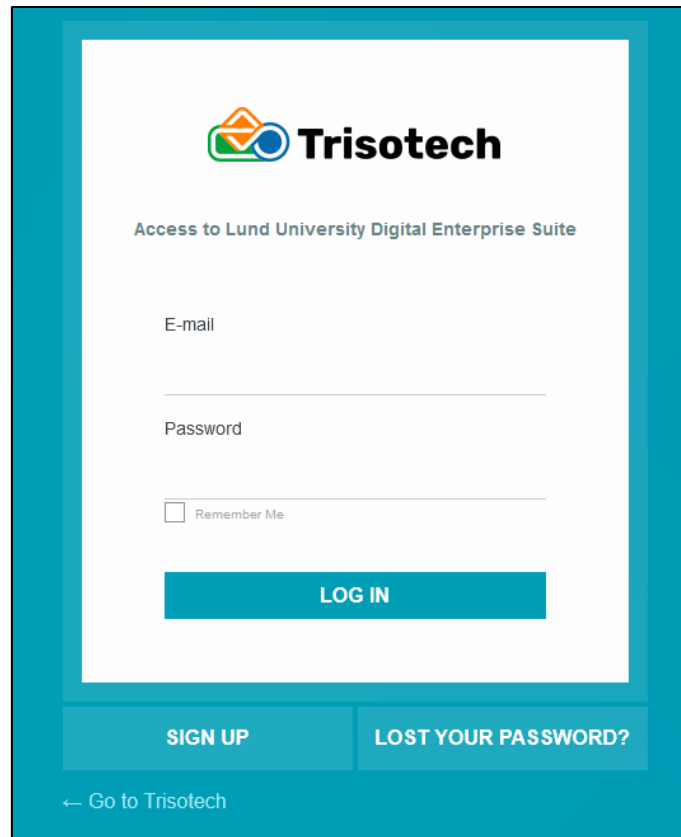 Trisotech
Access to Lund University Digital Enterprise Suite
E-mail
Password
Remember Me
LOG IN
SIGN UP
LOST YOUR PASSWORD?
← Go to Trisotech